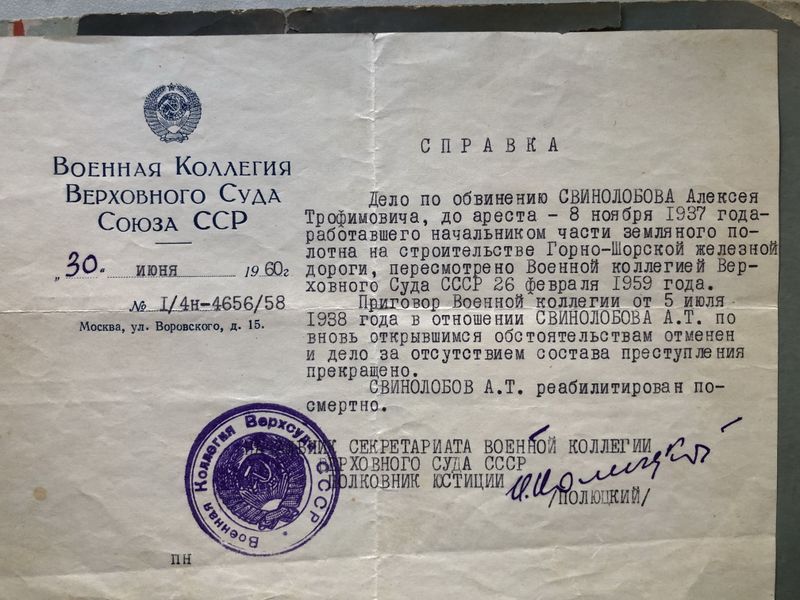 Военная Коллегия
Верховного Суда
Союза ССР
„30“ июня 1960г
№ I/4н-4656/58
Москва, ул. Воровского, д. 15.
СПРАВКА
Дело по обвинению СВИНОЛОБОВА Алексея
Трофимовича, до ареста - 8 ноября 1937 года-
работавшего начальником части земляного по-
лотна на строительстве Горно-Шорской железной
дороги, пересмотрено Военной коллегией Вер-
ховного Суда СССР 26 февраля 1959 года.
Приговор Военной коллегии от 5 июля
1938 года в отношении СВИНОЛОБОВА А.Т. по
вновь открывшимся обстоятельствам отменен
и дело за отсутствием состава преступления
прекращено.
СВИНОЛОБОВ А.Т. реабилитирован по-
смертно.
СЕКРЕТАРИАТА ВОЕННОЙ КОЛЛЕГИИ
ВЕРХОВНОГО СУДА СССР
ПОЛКОВНИК ЮСТИЦИИ
/ПОЛЮЦКИЙ/
Военная Коллегия Верхсуда СССР
пн